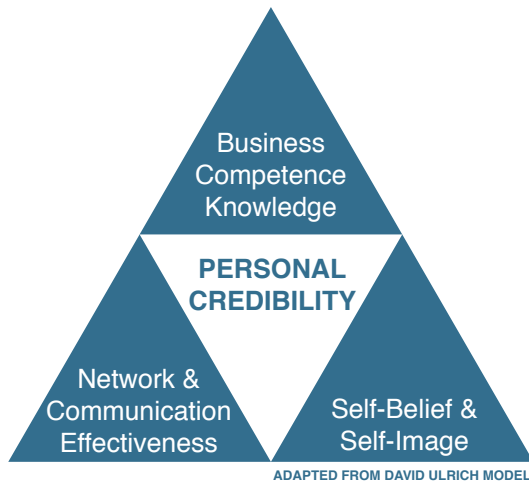 Business
Competence
Knowledge
PERSONAL
CREDIBILITY
Network &
Communication
Effectiveness
Self-Belief &
Self-Image
ADAPTED FROM DAVID ULRICH MODEL